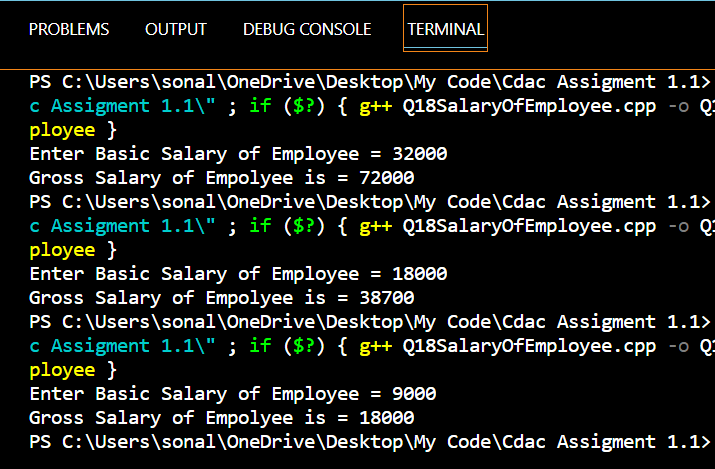 PROBLEMS OUTPUT DEBUG CONSOLE TERMINAL
PS C:\Users\sonal\OneDrive\Desktop\My Code\Cdac Assigment 1.1>
c Assigment 1.1\" ; if ($?) { g++ Q18SalaryOfEmployee.cpp -o Q1
ployee }
Enter Basic Salary of Employee = 32000
Gross Salary of Empolyee is = 72000
PS C:\Users\sonal\OneDrive\Desktop\My Code\Cdac Assigment 1.1>
c Assigment 1.1\" ; if ($?) { g++ Q18SalaryOfEmployee.cpp -o Q1
ployee }
Enter Basic Salary of Employee = 18000
Gross Salary of Empolyee is = 38700
PS C:\Users\sonal\OneDrive\Desktop\My Code\Cdac Assigment 1.1>
c Assigment 1.1\" ; if ($?) { g++ Q18SalaryOfEmployee.cpp -o Q1
ployee }
Enter Basic Salary of Employee = 9000
Gross Salary of Empolyee is = 18000
PS C:\Users\sonal\OneDrive\Desktop\My Code\Cdac Assigment 1.1>